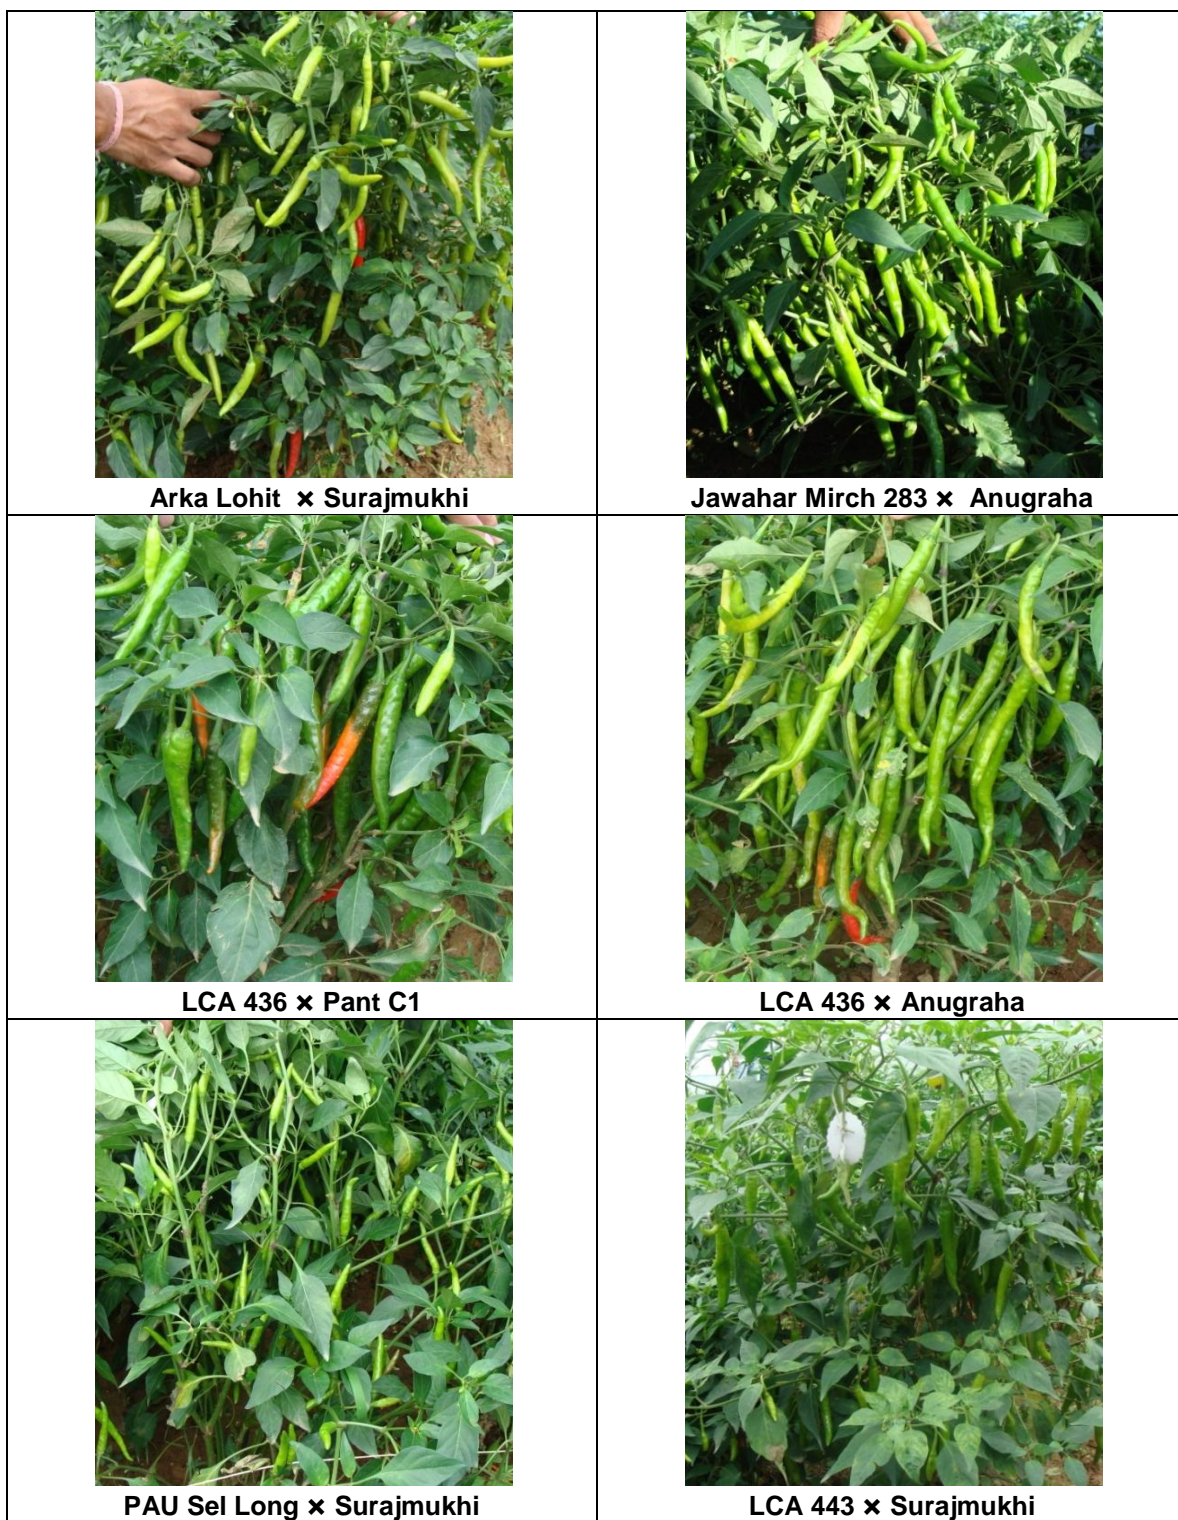 Arka Lohit × Surajmukhi
Jawahar Mirch 283 × Anugraha
LCA 436 × Pant C1
LCA 436 × Anugraha
PAU Sel Long × Surajmukhi
LCA 443 × Surajmukhi